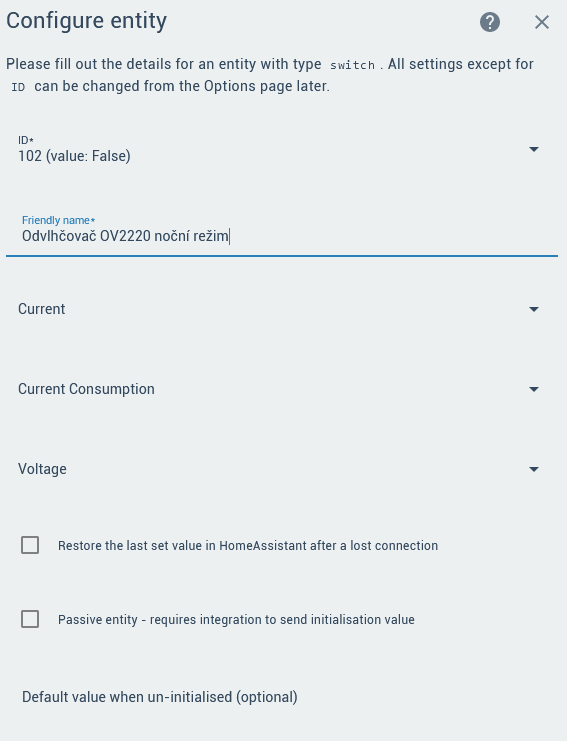 Configure entity
Please fill out the details for an entity with type switch. All settings except for
ID can be changed from the Options page later.
ID*
102 (value: False)
Friendly name*
Odvlhčovač OV2220 noční režim
Current
Current Consumption
Voltage
Restore the last set value in HomeAssistant after a lost connection
Passive entity - requires integration to send initialisation value
Default value when un-initialised (optional)